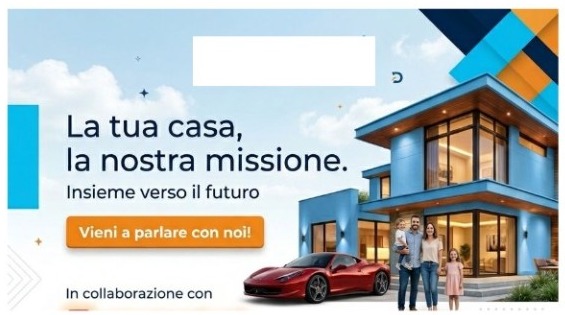 La tua casa,
la nostra missione.
Insieme verso il futuro
Vieni a parlare con noi!
In collaborazione con